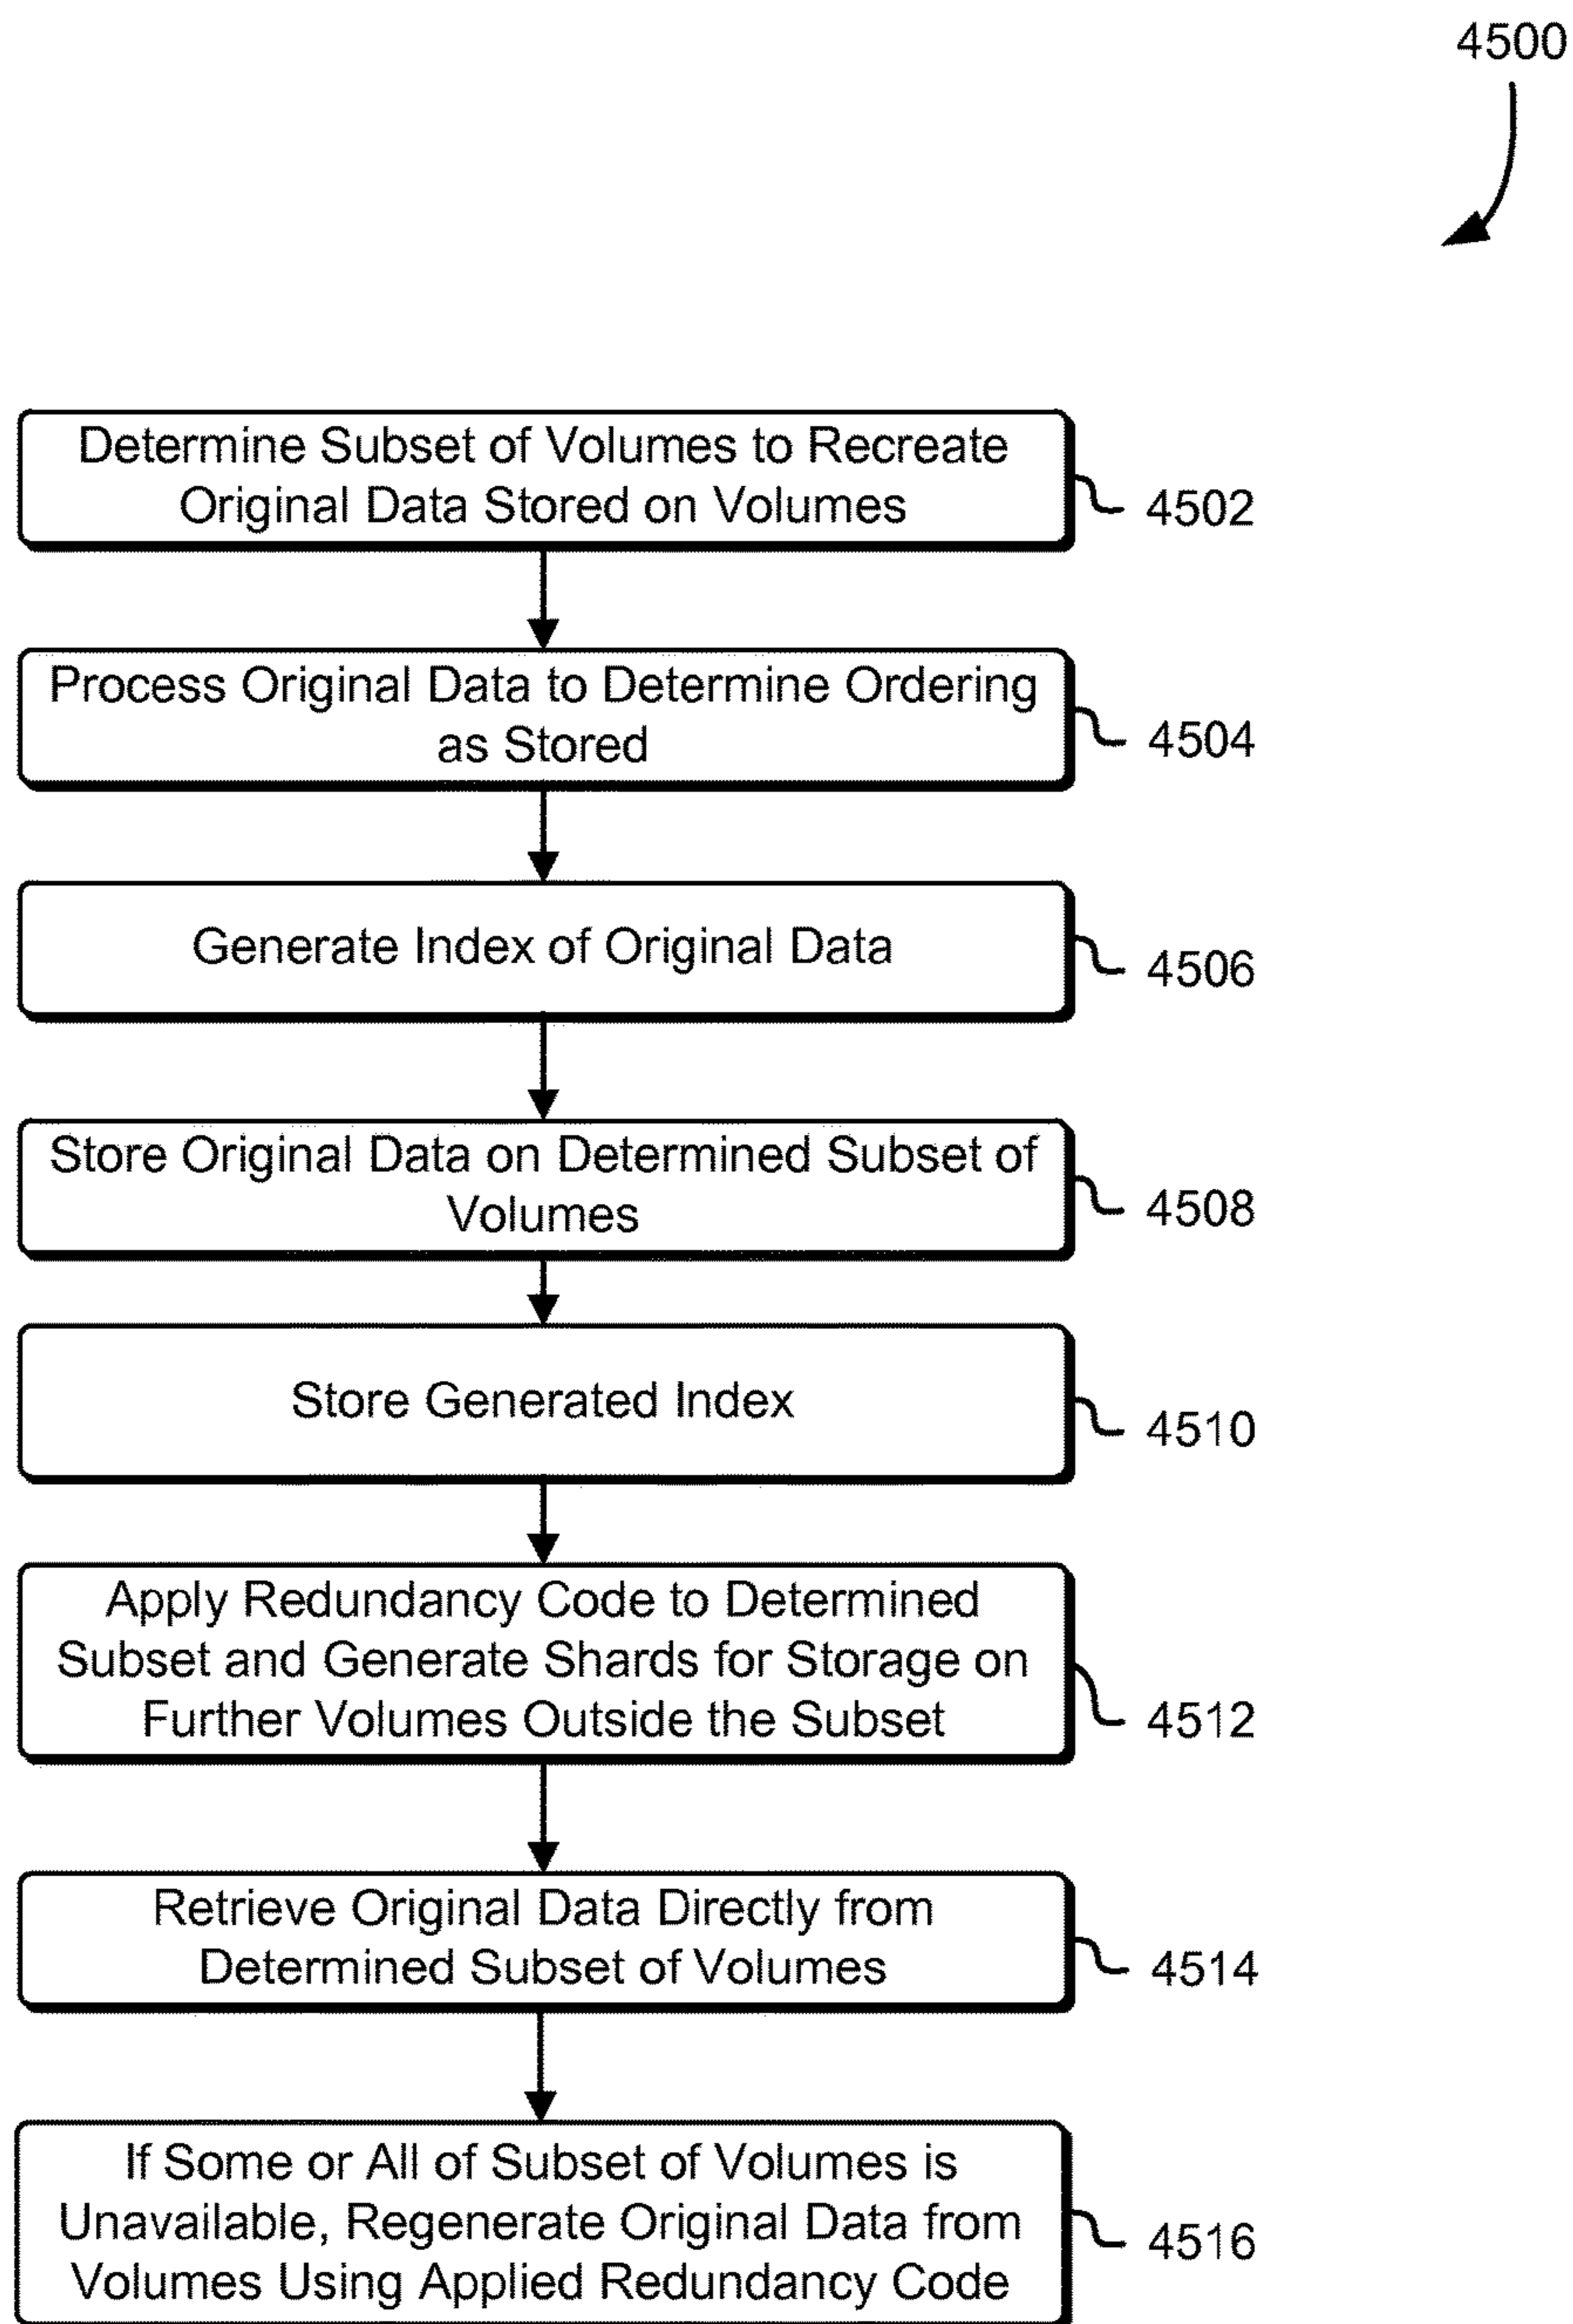 4500
Determine Subset of Volumes to Recreate
Original Data Stored on Volumes
4502
Process Original Data to Determine Ordering
as Stored
4504
Generate Index of Original Data
4506
Store Original Data on Determined Subset of
Volumes
4508
Store Generated Index
4510
Apply Redundancy Code to Determined
Subset and Generate Shards for Storage on
Further Volumes Outside the Subset
4512
Retrieve Original Data Directly from
Determined Subset of Volumes
4514
If Some or All of Subset of Volumes is
Unavailable, Regenerate Original Data from
Volumes Using Applied Redundancy Code
4516